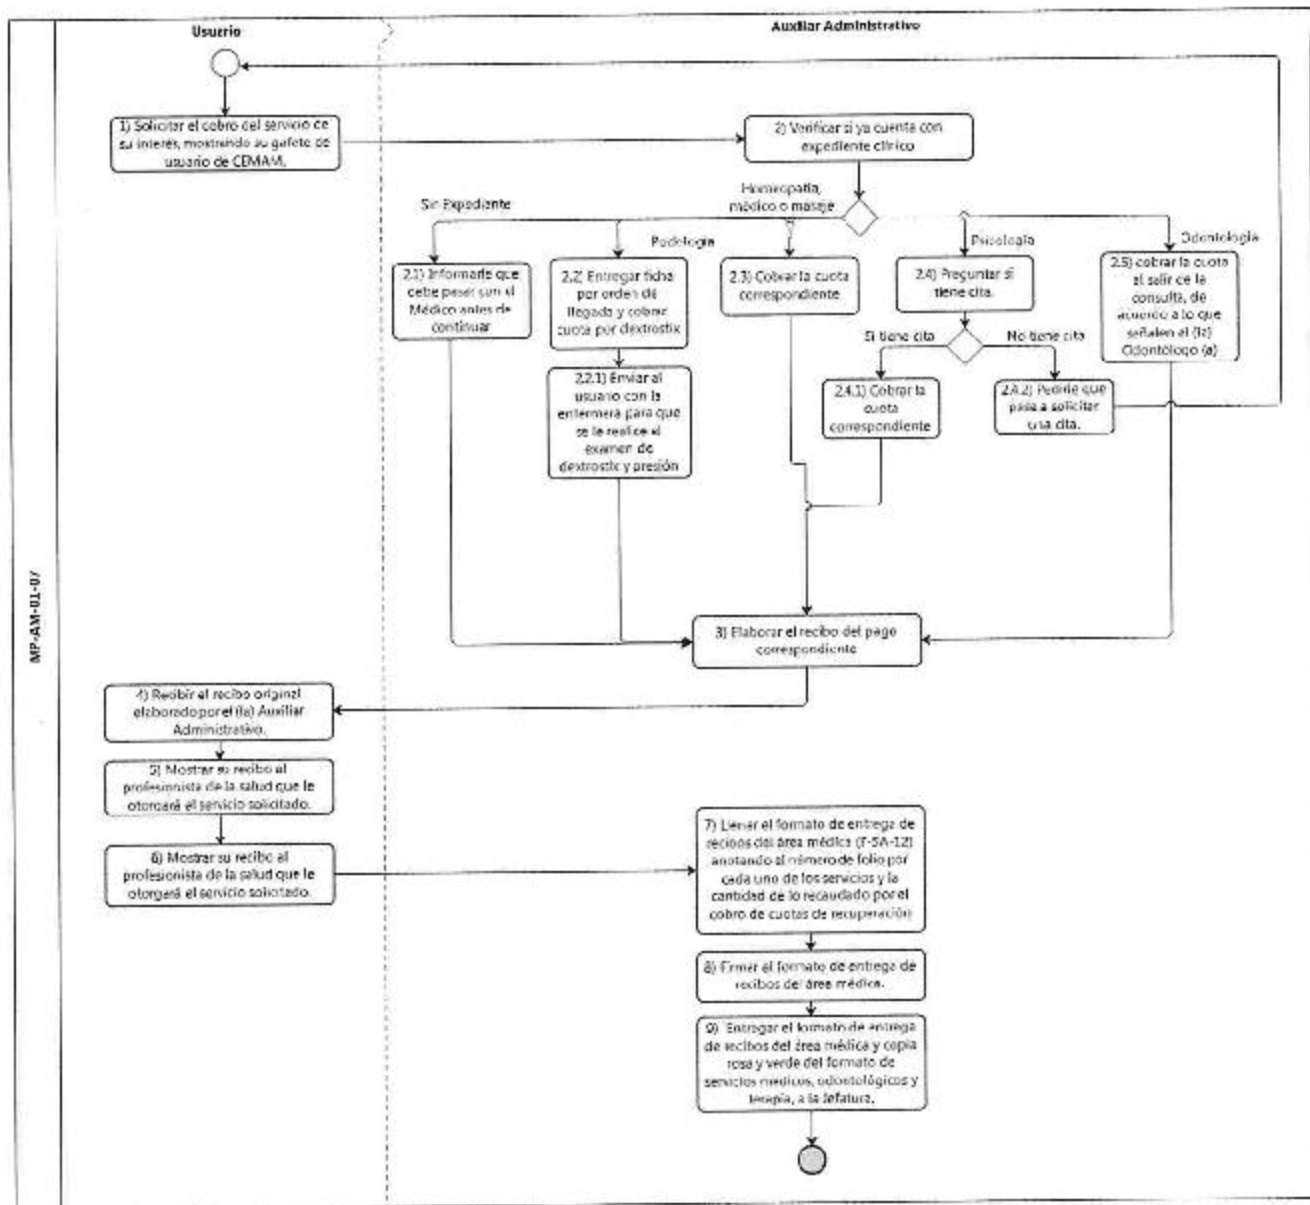 Usuario
Auxiliar Administrativo
MP-AM-01-07
1) Solicitar el cobro del servicio de
su interés, mostrando su gafete de
usuario de CEMAM.
2) Verificar si ya cuenta con
expediente clínico
Sin Expediente
Podología
Homeopatía,
médico o masaje
Psicología
Odontología
2.1) Informarle que
debe pasar con el
Médico antes de
continuar
2.2) Entregar ficha
por orden de
llegada y cobrar
cuota por dextrostix
2.3) Cobrar la cuota
correspondiente
2.4) Preguntar si
tiene cita.
2.5) cobrar la cuota
al salir de la
consulta, de
acuerdo a lo que
señalen el (la)
Odontólogo (a)
Si tiene cita
No tiene cita
2.2.1) Enviar al
usuario con la
enfermera para que
se le realice el
examen de
dextrostix y presión
2.4.1) Cobrar la
cuota
correspondiente
2.4.2) Pedirle que
pase a solicitar
una cita.
3) Elaborar el recibo del pago
correspondiente
4) Recibir el recibo original
elaborado por el (la) Auxiliar
Administrativo.
5) Mostrar su recibo al
profesionista de la salud que le
otorgará el servicio solicitado.
6) Mostrar su recibo al
profesionista de la salud que le
otorgará el servicio solicitado.
7) Llenar el formato de entrega de
recibos del área médica (F-SA-12)
anotando el número de folio por
cada uno de los servicios y la
cantidad de lo recaudado por el
cobro de cuotas de recuperación
8) Firmar el formato de entrega de
recibos del área médica.
9) Entregar el formato de entrega
de recibos del área médica y copia
rosa y verde del formato de
servicios médicos, odontológicos y
terapia, a la Jefatura.